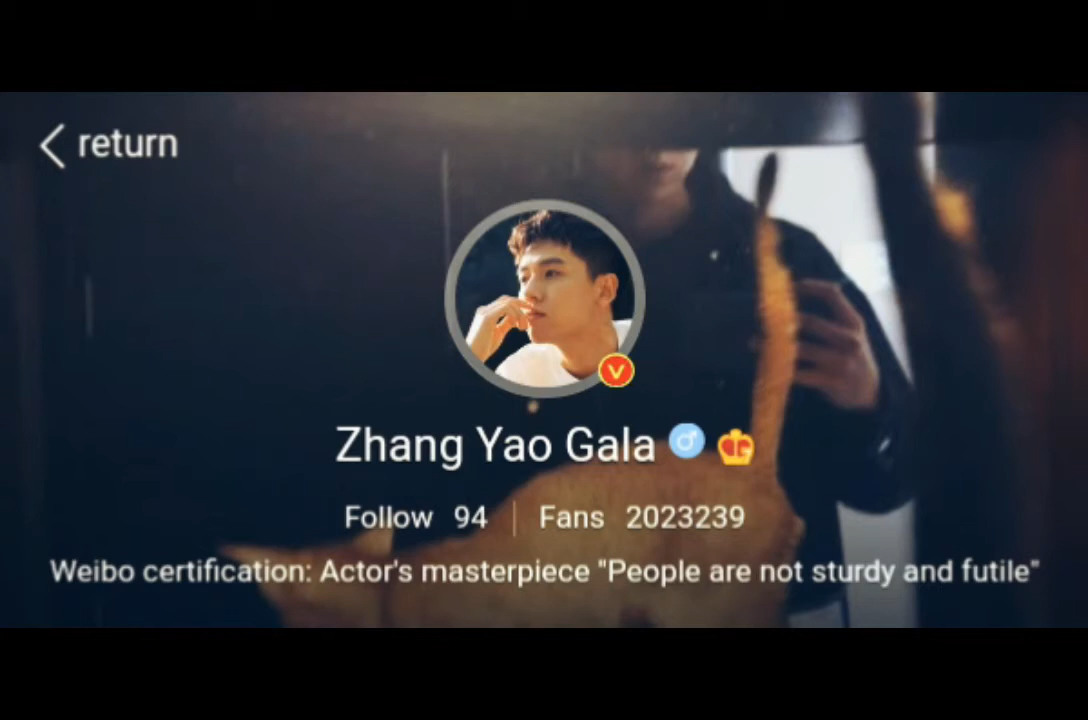 return
V
Zhang Yao Gala
Follow 94 | Fans 2023239
Weibo certification: Actor's masterpiece "People are not sturdy and futile"